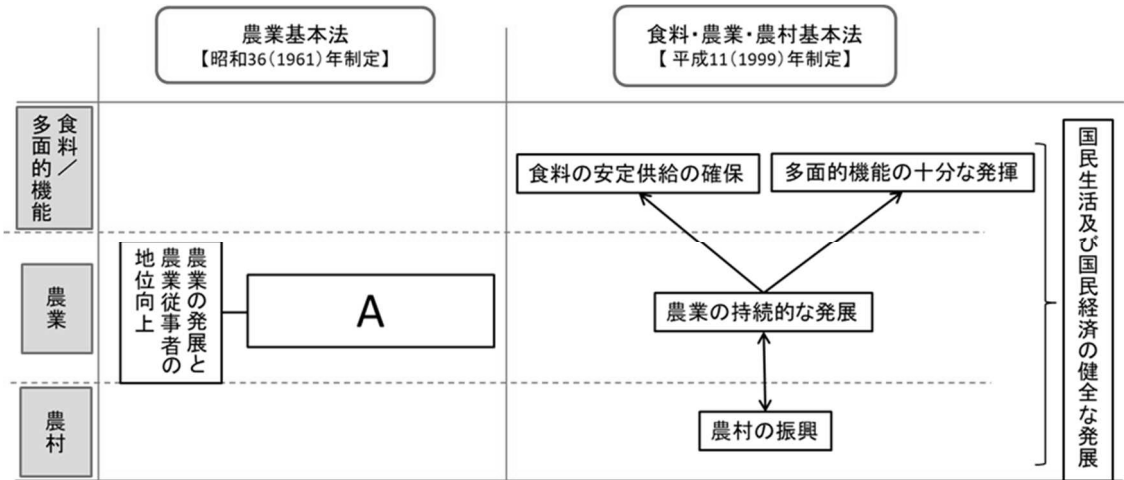 農業基本法
【昭和36(1961)年制定】
食料・農業・農村基本法
【平成11(1999)年制定】
食料／
多面的機能
食料の安定供給の確保
多面的機能の十分な発揮
農業
農業の発展と
農業従事者の
地位向上
A
農業の持続的な発展
農村
農村の振興
国民生活及び国民経済の健全な発展